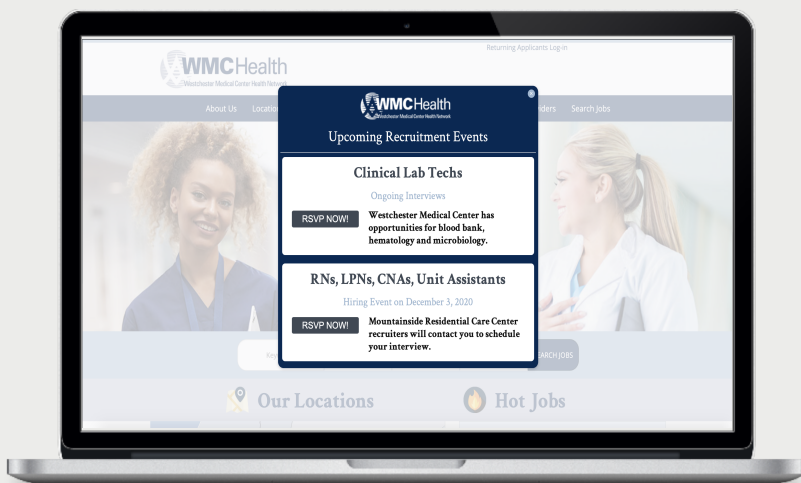 Returning Applicants Log-in
WMCHealth
Westchester Medical Center Health Network
About Us
Search Jobs
WMCHealth
Westchester Medical Center Health Network
Upcoming Recruitment Events
Clinical Lab Techs
Ongoing Interviews
RSVP NOW!
Westchester Medical Center has
opportunities for blood bank,
hematology and microbiology.
RNs, LPNs, CNAs, Unit Assistants
Hiring Event on December 3, 2020
RSVP NOW!
Mountainside Residential Care Center
recruiters will contact you to schedule
your interview.
JOBS
Our Locations
Hot Jobs